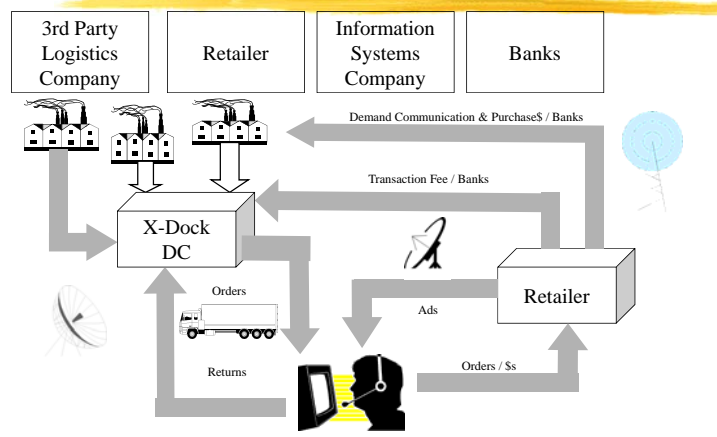 3rd Party
Logistics
Company
Retailer
Information
Systems
Company
Banks
Demand Communication & Purchase$ / Banks
Transaction Fee / Banks
X-Dock
DC
Retailer
Orders
Ads
Returns
Orders / $s